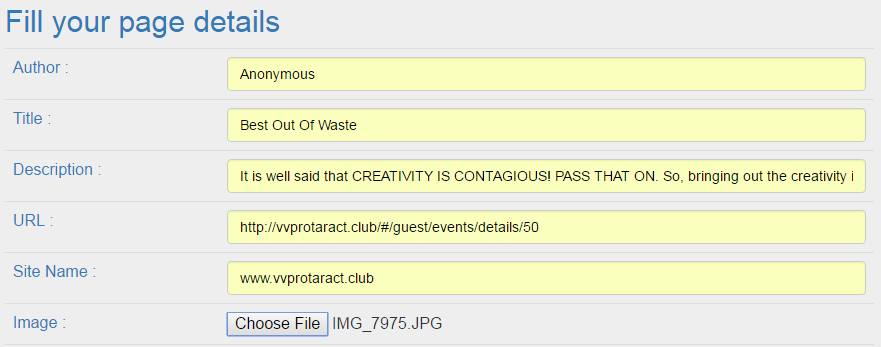 Fill your page details
Author : Anonymous
Title : Best Out Of Waste
Description : It is well said that CREATIVITY IS CONTAGIOUS! PASS THAT ON. So, bringing out the creativity i
URL : http://vvprotaract.club/#/guest/events/details/50
Site Name : www.vvprotaract.club
Image : Choose File IMG_7975.JPG